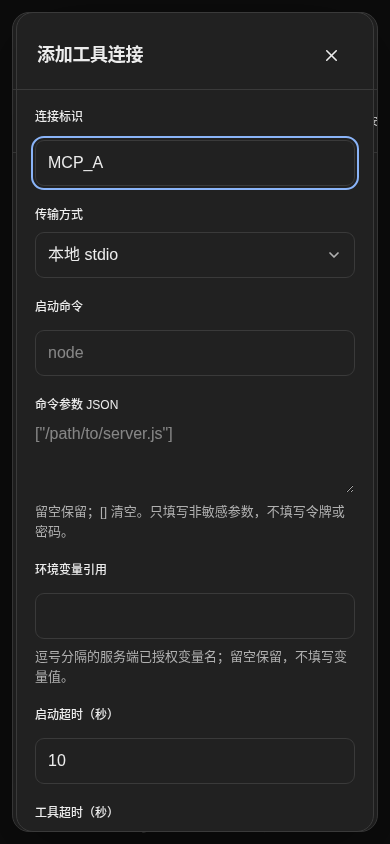 添加工具连接
连接标识
MCP_A
传输方式
本地 stdio
启动命令
node
命令参数 JSON
["/path/to/server.js"]
留空保留；[] 清空。只填写非敏感参数，不填写令牌或
密码。
环境变量引用
逗号分隔的服务端已授权变量名；留空保留，不填写变
量值。
启动超时（秒）
10
工具超时（秒）